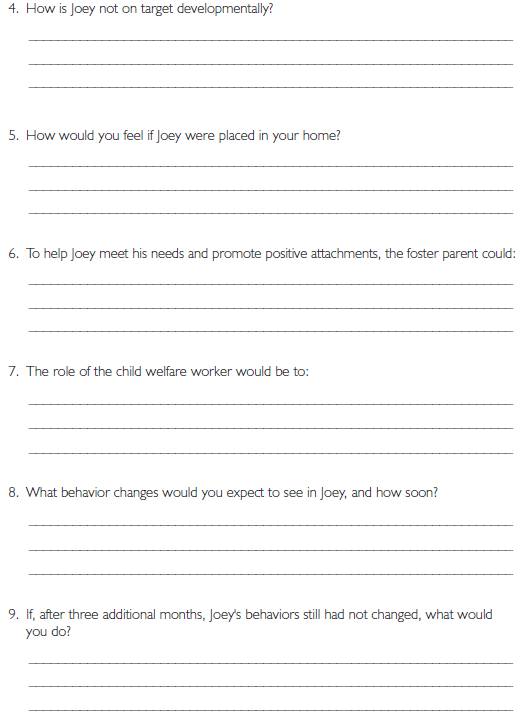 4. How is Joey not on target developmentally?
5. How would you feel if Joey were placed in your home?
6. To help Joey meet his needs and promote positive attachments, the foster parent could:
7. The role of the child welfare worker would be to:
8. What behavior changes would you expect to see in Joey, and how soon?
9. If, after three additional months, Joey's behaviors still had not changed, what would
you do?